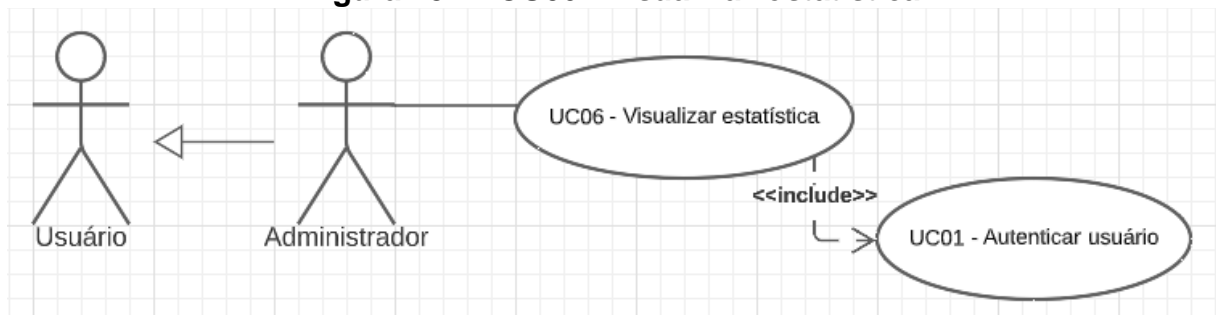 UC06 - Visualizar estatística
<<include>>
UC01 - Autenticar usuário
Usuário
Administrador